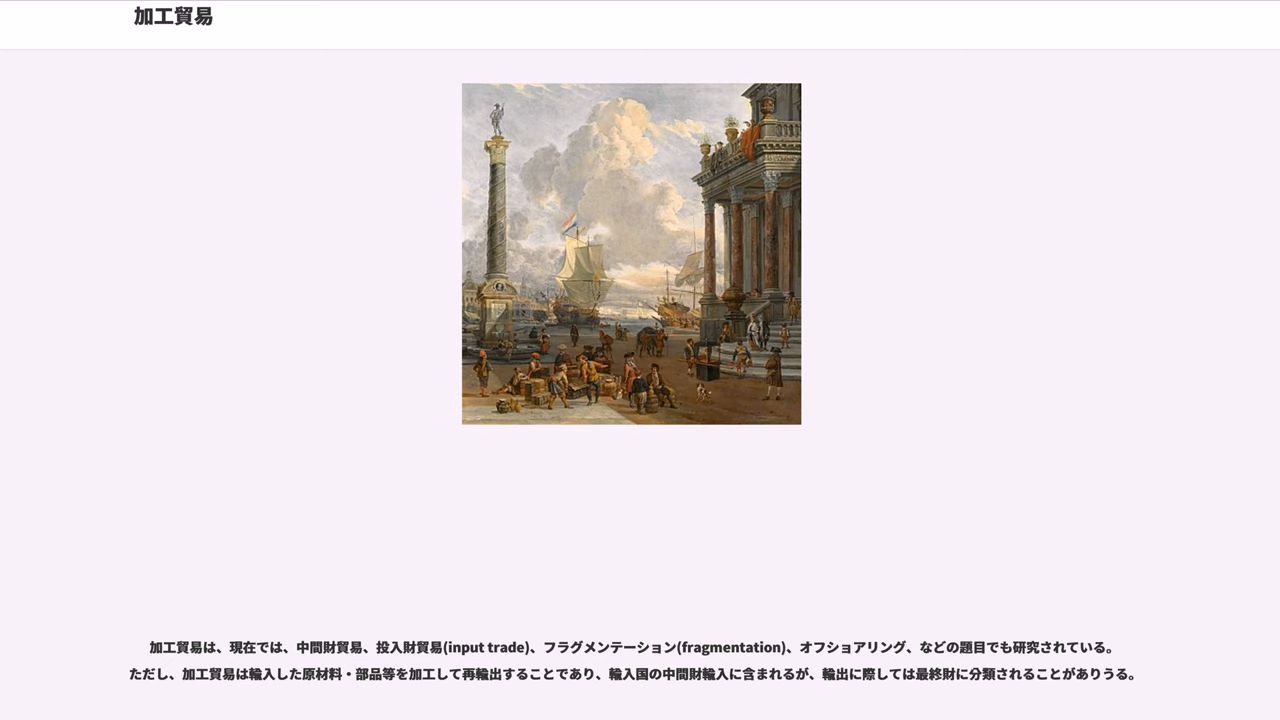 加工貿易
加工貿易は、現在では、中間財貿易、投入財貿易(input trade)、フラグメンテーション(fragmentation)、オフショアリング、などの題目でも研究されている。
ただし、加工貿易は輸入した原材料・部品等を加工して再輸出することであり、輸入国の中間財輸入に含まれるが、輸出に際しては最終財に分類されることがありうる。